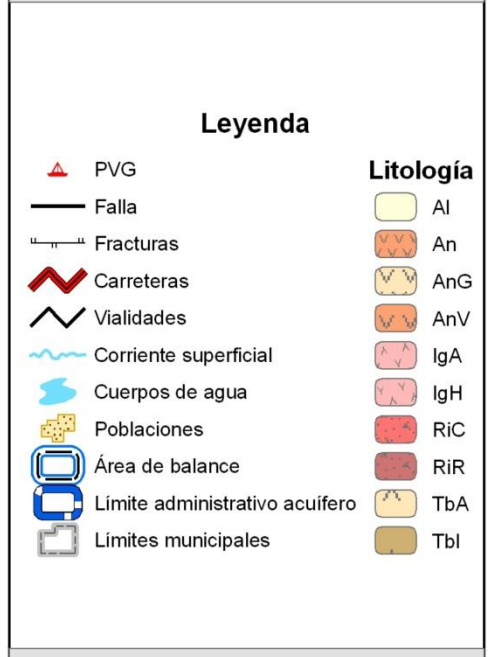 Leyenda
PVG
Falla
Fracturas
Carreteras
Vialidades
Corriente superficial
Cuerpos de agua
Poblaciones
Área de balance
Límite administrativo acuífero
Límites municipales
Litología
Al
An
AnG
AnV
IgA
IgH
RiC
RiR
TbA
TbI